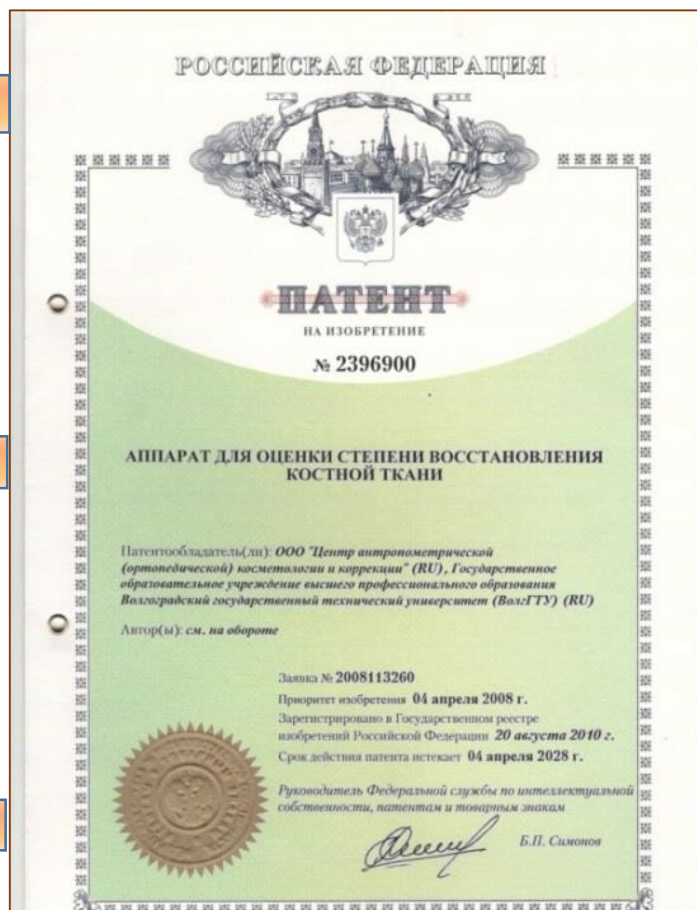 РОССИЙСКАЯ ФЕДЕРАЦИЯ
ПАТЕНТ
НА ИЗОБРЕТЕНИЕ
№ 2396900
АППАРАТ ДЛЯ ОЦЕНКИ СТЕПЕНИ ВОССТАНОВЛЕНИЯ
КОСТНОЙ ТКАНИ
Патентообладатель(ли): ООО "Центр антропометрической
(ортопедической) косметологии и коррекции" (RU), Государственное
образовательное учреждение высшего профессионального образования
Волгоградский государственный технический университет (ВолгГТУ) (RU)
Автор(ы): см. на обороте
Заявка № 2008113260
Приоритет изобретения 04 апреля 2008 г.
Зарегистрировано в Государственном реестре
изобретений Российской Федерации 20 августа 2010 г.
Срок действия патента истекает 04 апреля 2028 г.
Руководитель Федеральной службы по интеллектуальной
собственности, патентам и товарным знакам
Б.П. Симонов